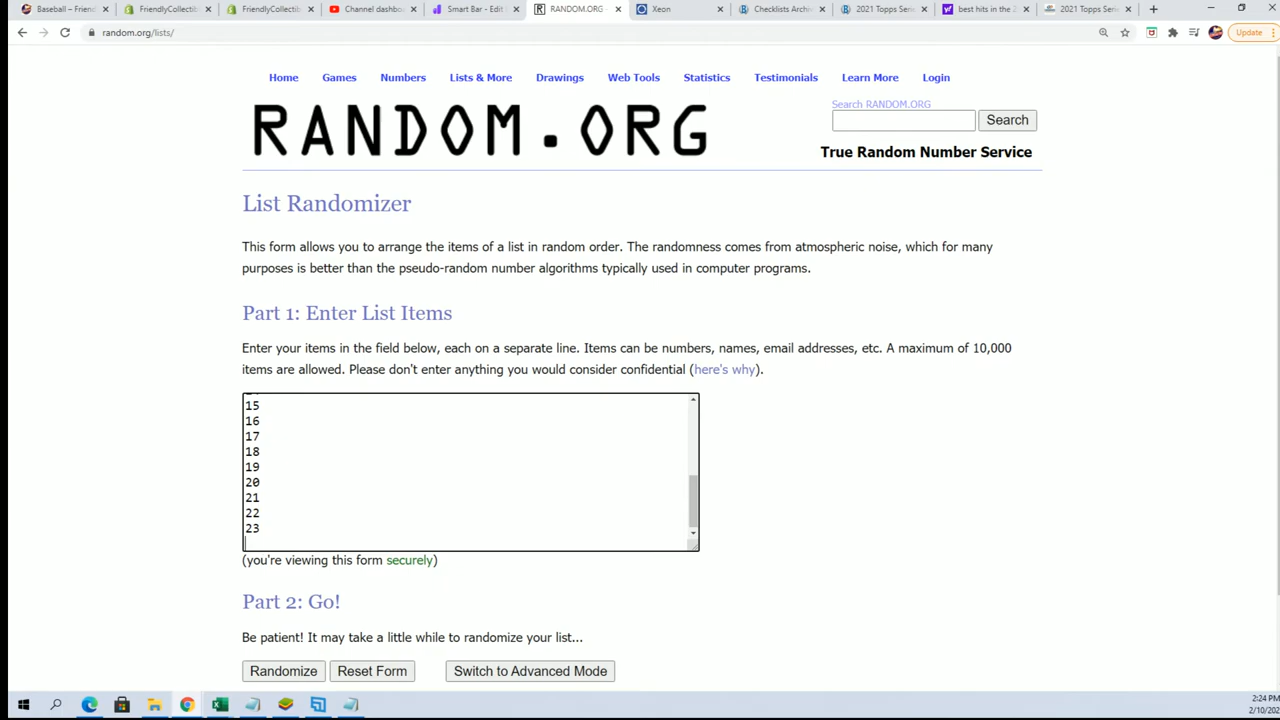 Baseball – Friend
FriendlyCollectib
FriendlyCollectib
Channel dashboa
Smart Bar - Edit
RANDOM.ORG
Xeon
Checklists Archiv
2021 Topps Serie
best hits in the 2
2021 Topps Serie
random.org/lists/
Update
Home Games Numbers Lists & More Drawings Web Tools Statistics Testimonials Learn More Login
RANDOM.ORG
Search RANDOM.ORG
Search
True Random Number Service
List Randomizer
This form allows you to arrange the items of a list in random order. The randomness comes from atmospheric noise, which for many
purposes is better than the pseudo-random number algorithms typically used in computer programs.
Part 1: Enter List Items
Enter your items in the field below, each on a separate line. Items can be numbers, names, email addresses, etc. A maximum of 10,000
items are allowed. Please don't enter anything you would consider confidential (here's why).
15
16
17
18
19
20
21
22
23
(you're viewing this form securely)
Part 2: Go!
Be patient! It may take a little while to randomize your list...
Randomize Reset Form Switch to Advanced Mode
2:24 PM
2/10/202